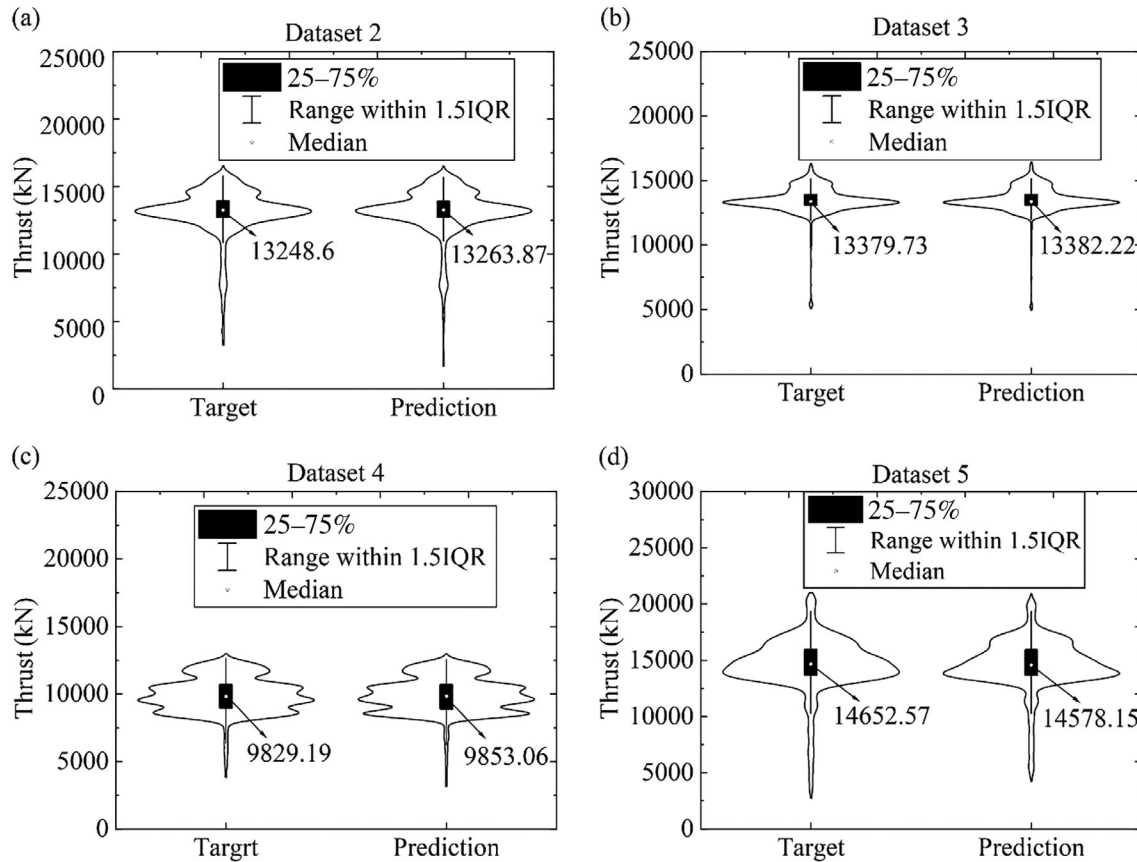 (a)
Dataset 2
25000
20000
15000
10000
5000
0
Thrust (kN)
25–75%
Range within 1.5IQR
Median
13248.6
13263.87
Target
Prediction
(b)
Dataset 3
25000
20000
15000
10000
5000
0
Thrust (kN)
25–75%
Range within 1.5IQR
Median
13379.73
13382.22
Target
Prediction
(c)
Dataset 4
25000
20000
15000
10000
5000
0
Thrust (kN)
25–75%
Range within 1.5IQR
Median
9829.19
9853.06
Targrt
Prediction
(d)
Dataset 5
30000
25000
20000
15000
10000
5000
0
Thrust (kN)
25–75%
Range within 1.5IQR
Median
14652.57
14578.15
Target
Prediction